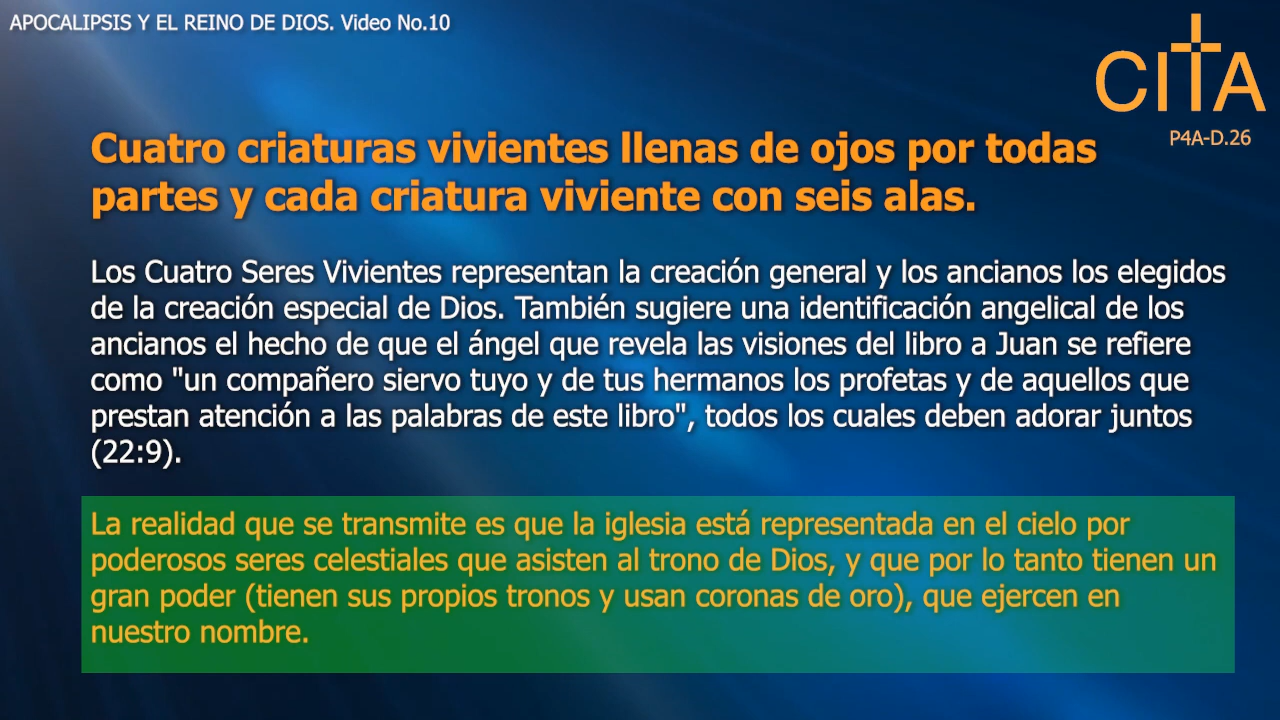 APOCALIPSIS Y EL REINO DE DIOS. Video No.10
CITA
P4A-D.26
Cuatro criaturas vivientes llenas de ojos por todas
partes y cada criatura viviente con seis alas.
Los Cuatro Seres Vivientes representan la creación general y los ancianos los elegidos
de la creación especial de Dios. También sugiere una identificación angelical de los
ancianos el hecho de que el ángel que revela las visiones del libro a Juan se refiere
como "un compañero siervo tuyo y de tus hermanos los profetas y de aquellos que
prestan atención a las palabras de este libro", todos los cuales deben adorar juntos
(22:9).
La realidad que se transmite es que la iglesia está representada en el cielo por
poderosos seres celestiales que asisten al trono de Dios, y que por lo tanto tienen un
gran poder (tienen sus propios tronos y usan coronas de oro), que ejercen en
nuestro nombre.